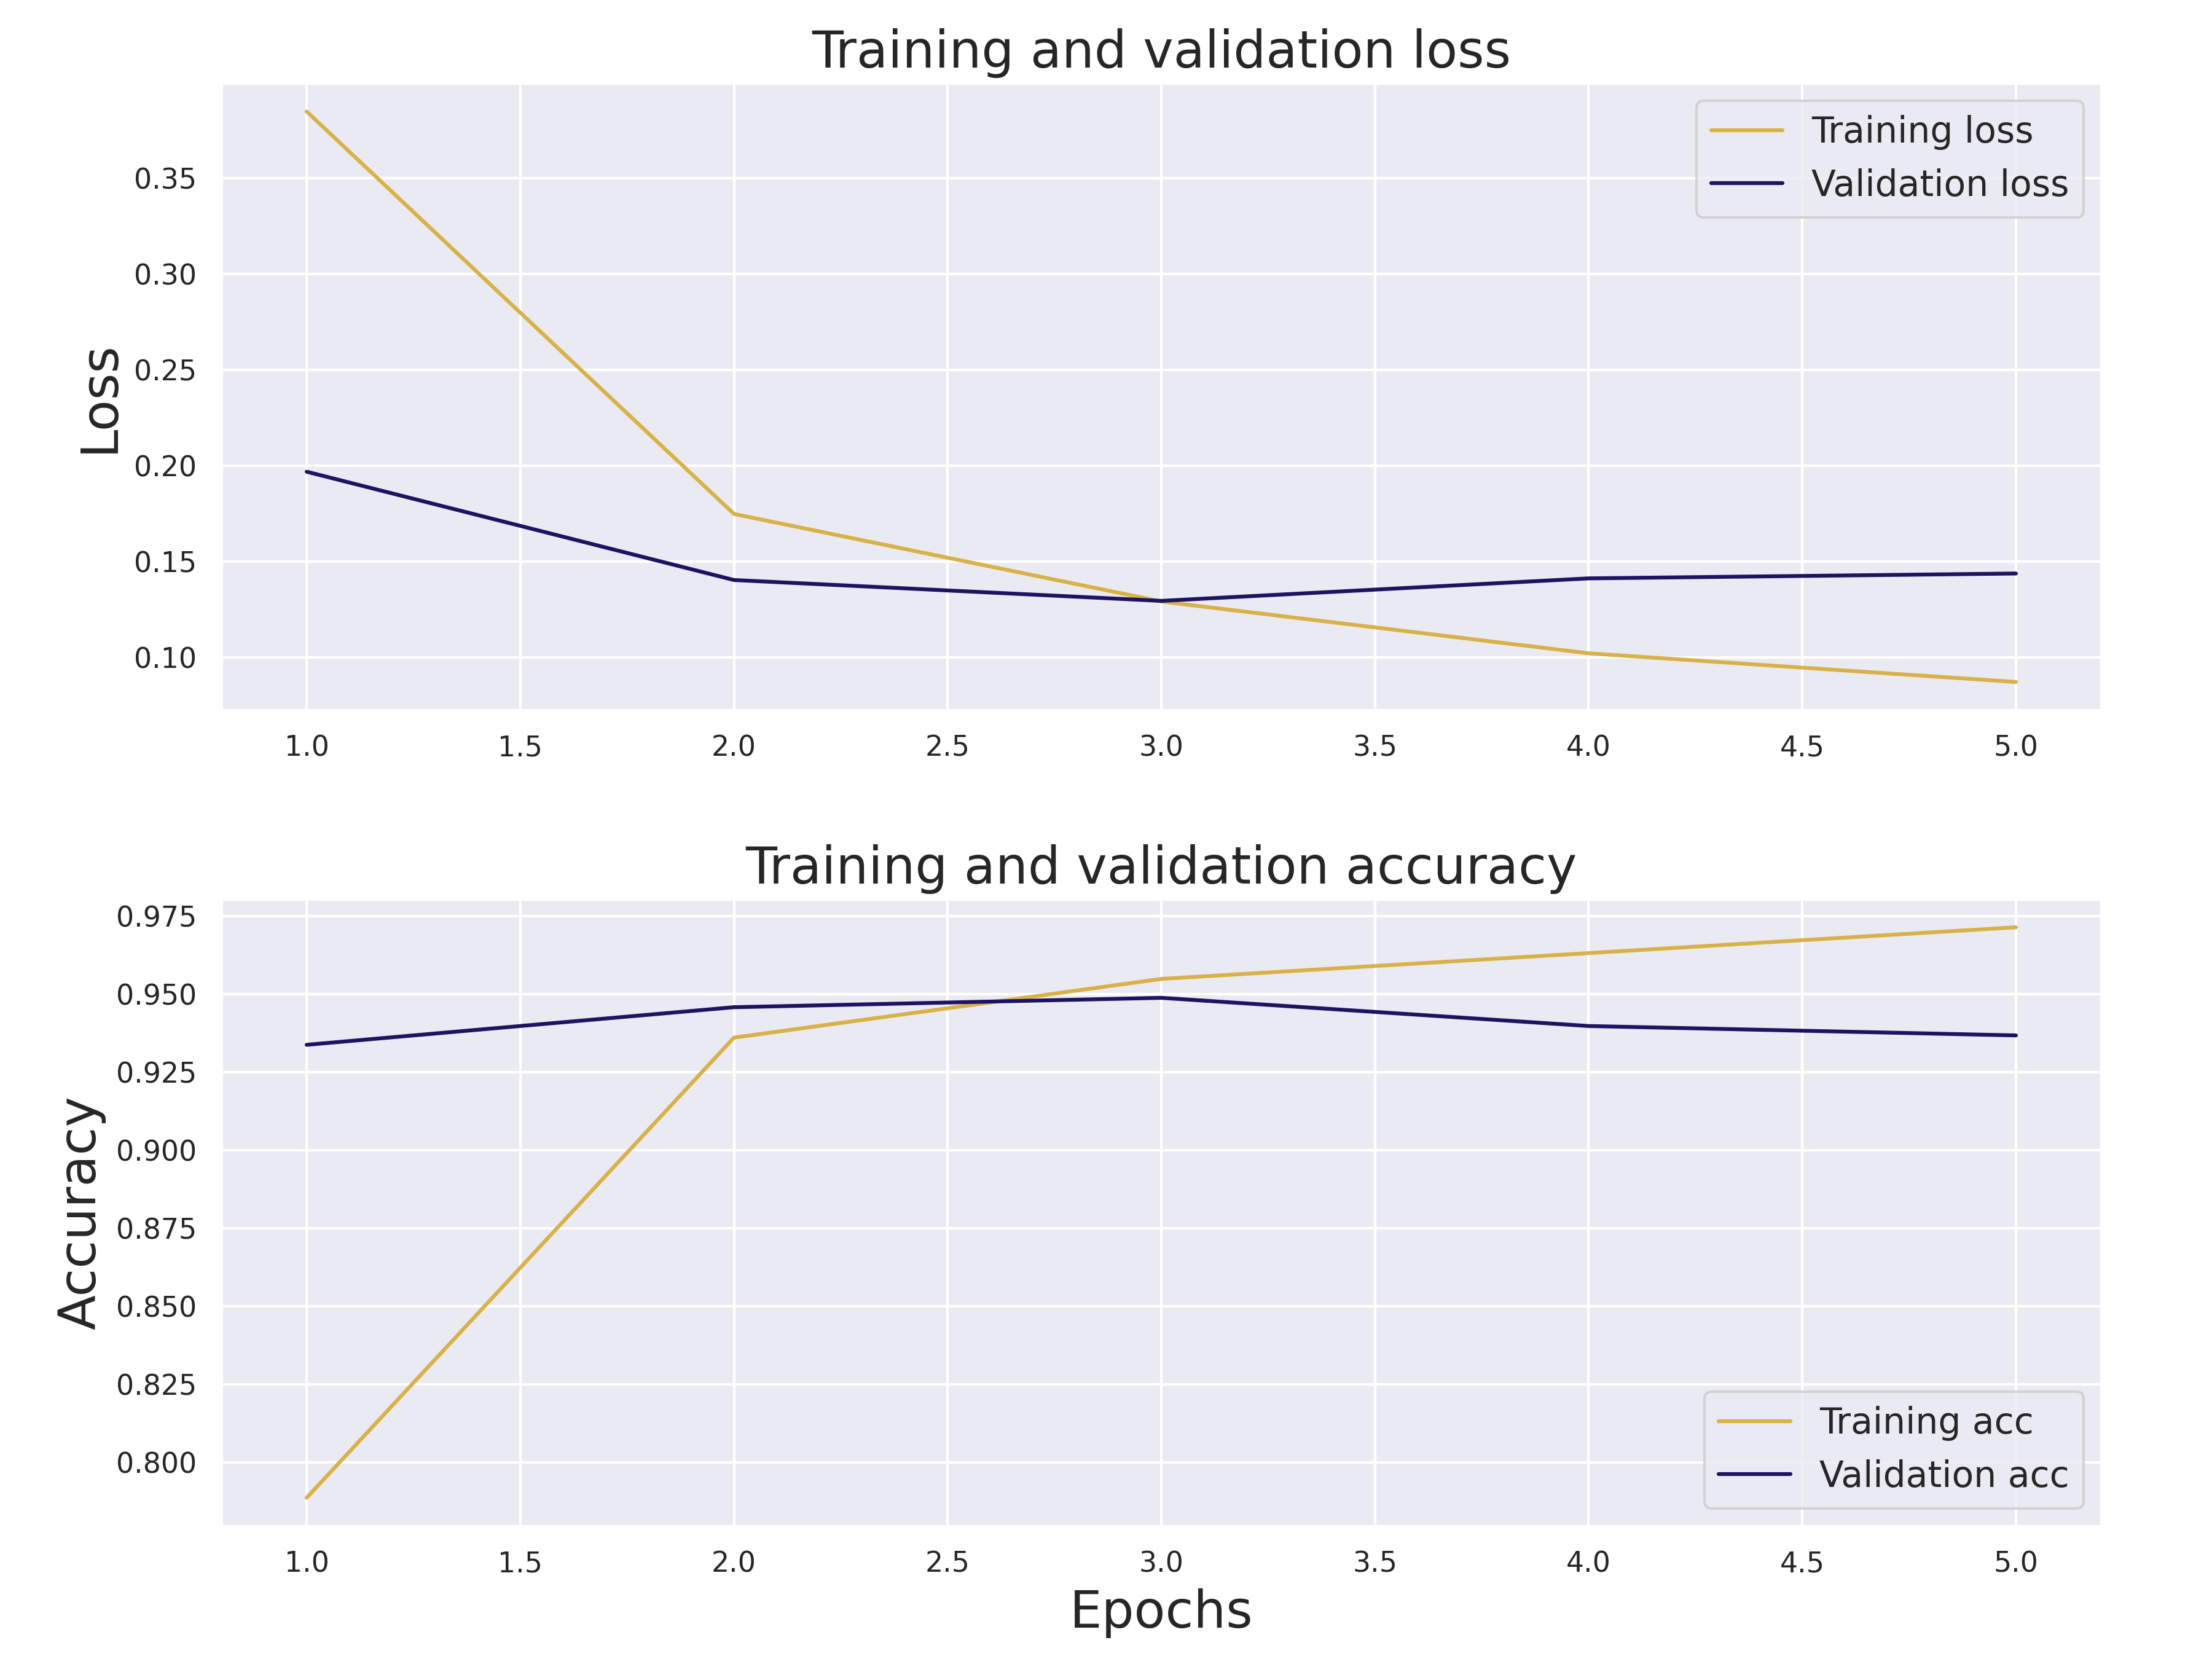 Training and validation loss
Training loss
Validation loss
Loss
0.35
0.30
0.25
0.20
0.15
0.10
1.0 1.5 2.0 2.5 3.0 3.5 4.0 4.5 5.0
Training and validation accuracy
Accuracy
0.975
0.950
0.925
0.900
0.875
0.850
0.825
0.800
Training acc
Validation acc
1.0 1.5 2.0 2.5 3.0 3.5 4.0 4.5 5.0
Epochs